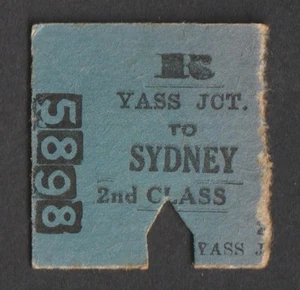 R
YASS JCT.
TO
SYDNEY
2nd CLASS
YASS J
5898